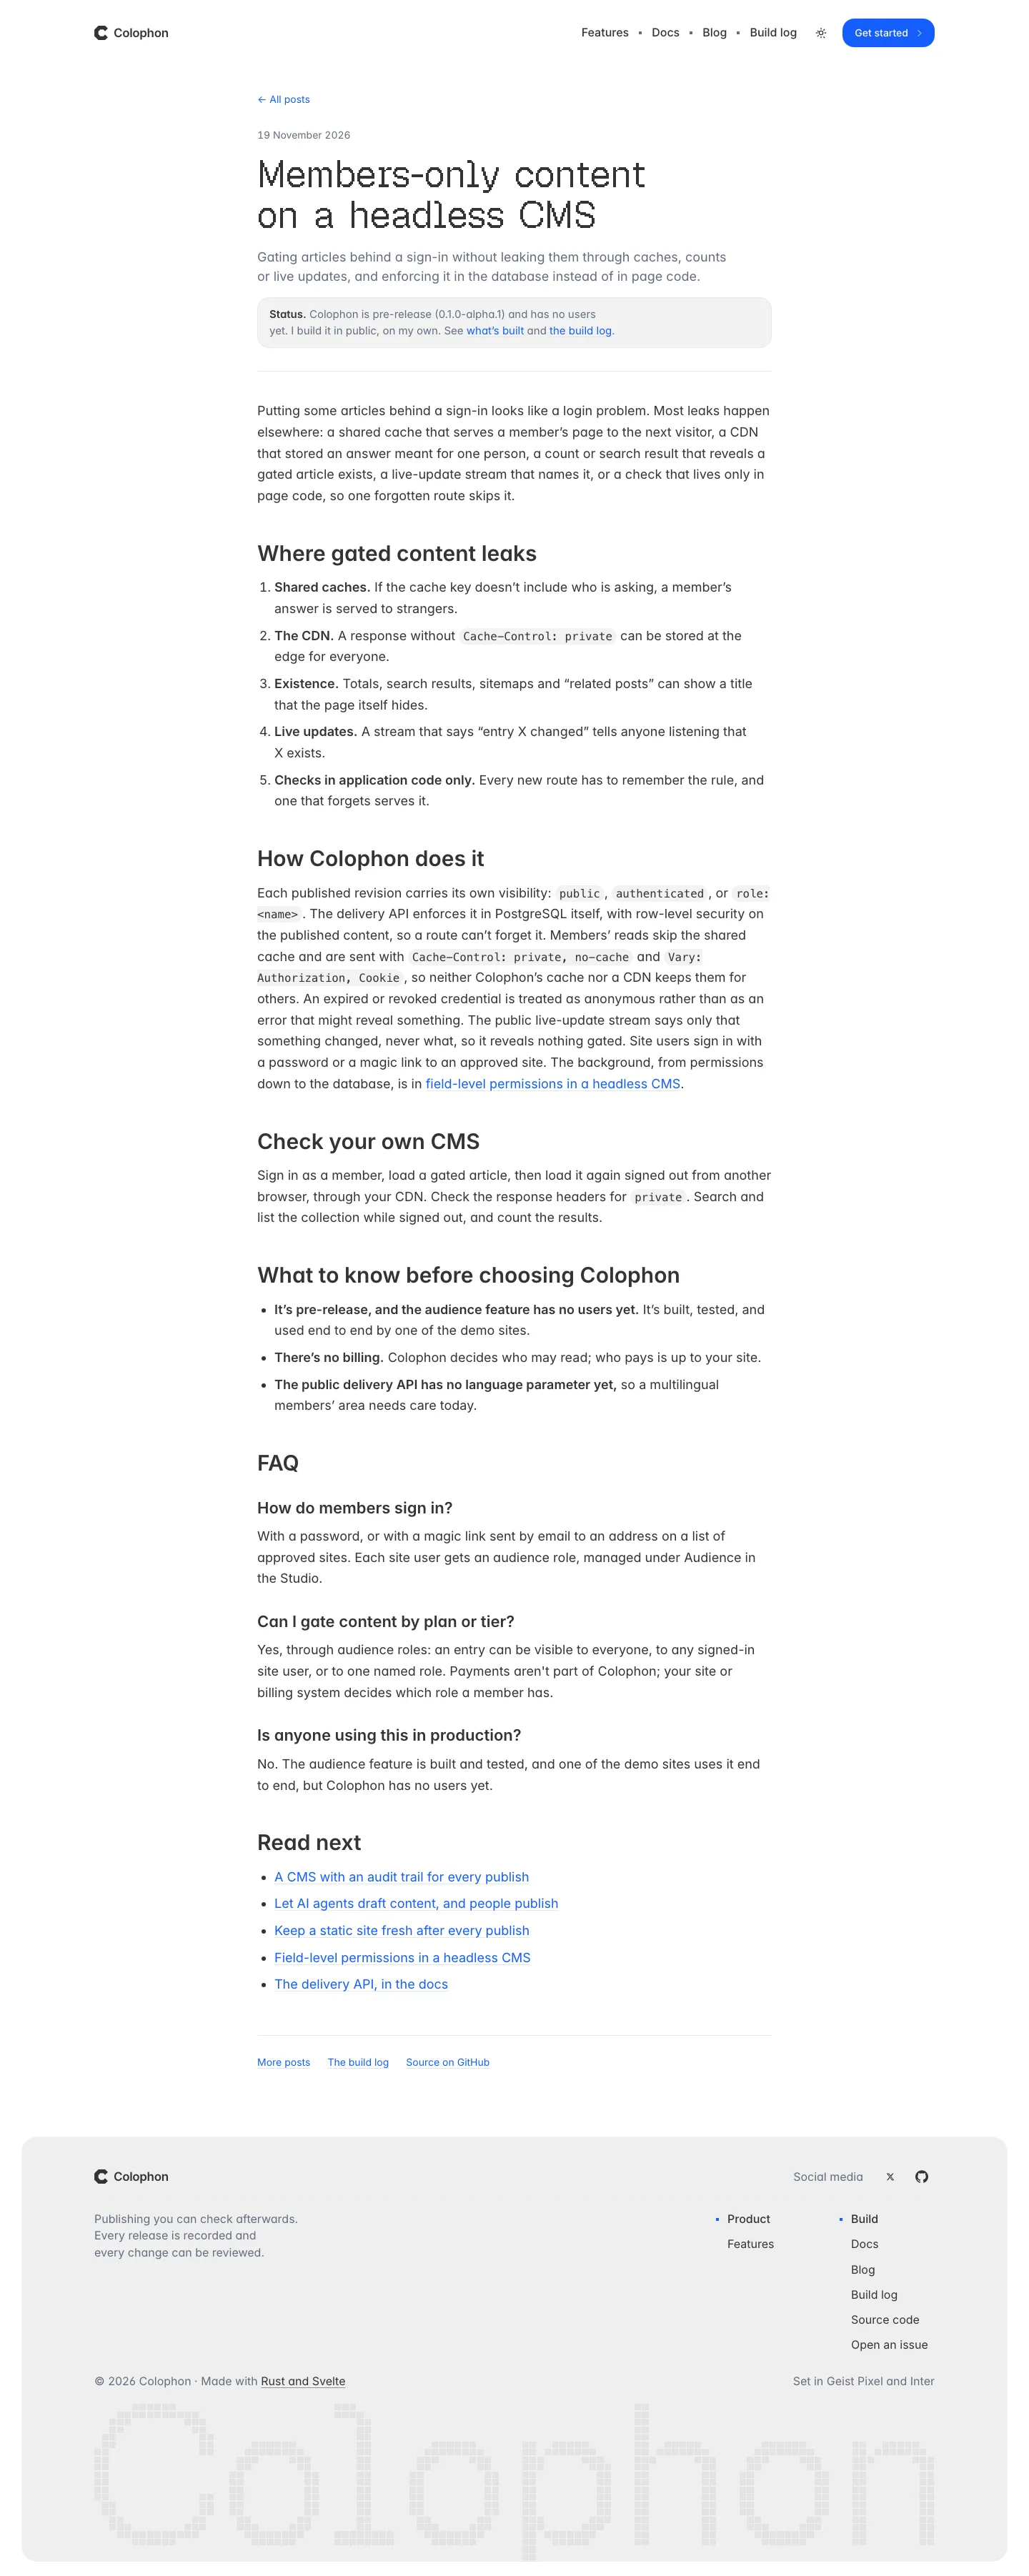 Colophon
Features • Docs • Blog • Build log
Get started
← All posts
19 November 2026
Members-only content
on a headless CMS
Gating articles behind a sign-in without leaking them through caches, counts
or live updates, and enforcing it in the database instead of in page code.
Status. Colophon is pre-release (0.1.0-alpha.1) and has no users
yet. I build it in public, on my own. See what’s built and the build log.
Putting some articles behind a sign-in looks like a login problem. Most leaks happen
elsewhere: a shared cache that serves a member’s page to the next visitor, a CDN
that stored an answer meant for one person, a count or search result that reveals a
gated article exists, a live-update stream that names it, or a check that lives only in
page code, so one forgotten route skips it.
Where gated content leaks
1. Shared caches. If the cache key doesn’t include who is asking, a member’s
answer is served to strangers.
2. The CDN. A response without Cache-Control: private can be stored at the
edge for everyone.
3. Existence. Totals, search results, sitemaps and “related posts” can show a title
that the page itself hides.
4. Live updates. A stream that says “entry X changed” tells anyone listening that
X exists.
5. Checks in application code only. Every new route has to remember the rule, and
one that forgets serves it.
How Colophon does it
Each published revision carries its own visibility: public, authenticated, or role:
<name>. The delivery API enforces it in PostgreSQL itself, with row-level security on
the published content, so a route can’t forget it. Members’ reads skip the shared
cache and are sent with Cache-Control: private, no-cache and Vary:
Authorization, Cookie, so neither Colophon’s cache nor a CDN keeps them for
others. An expired or revoked credential is treated as anonymous rather than as an
error that might reveal something. The public live-update stream says only that
something changed, never what, so it reveals nothing gated. Site users sign in with
a password or a magic link to an approved site. The background, from permissions
down to the database, is in field-level permissions in a headless CMS.
Check your own CMS
Sign in as a member, load a gated article, then load it again signed out from another
browser, through your CDN. Check the response headers for private. Search and
list the collection while signed out, and count the results.
What to know before choosing Colophon
• It’s pre-release, and the audience feature has no users yet. It’s built, tested, and
used end to end by one of the demo sites.
• There’s no billing. Colophon decides who may read; who pays is up to your site.
• The public delivery API has no language parameter yet, so a multilingual
members’ area needs care today.
FAQ
How do members sign in?
With a password, or with a magic link sent by email to an address on a list of
approved sites. Each site user gets an audience role, managed under Audience in
the Studio.
Can I gate content by plan or tier?
Yes, through audience roles: an entry can be visible to everyone, to any signed-in
site user, or to one named role. Payments aren't part of Colophon; your site or
billing system decides which role a member has.
Is anyone using this in production?
No. The audience feature is built and tested, and one of the demo sites uses it end
to end, but Colophon has no users yet.
Read next
• A CMS with an audit trail for every publish
• Let AI agents draft content, and people publish
• Keep a static site fresh after every publish
• Field-level permissions in a headless CMS
• The delivery API, in the docs
More posts
The build log
Source on GitHub
Colophon
Social media
Publishing you can check afterwards.
Every release is recorded and
every change can be reviewed.
Product
Features
Build
Docs
Blog
Build log
Source code
Open an issue
© 2026 Colophon · Made with Rust and Svelte
Set in Geist Pixel and Inter
Colophon